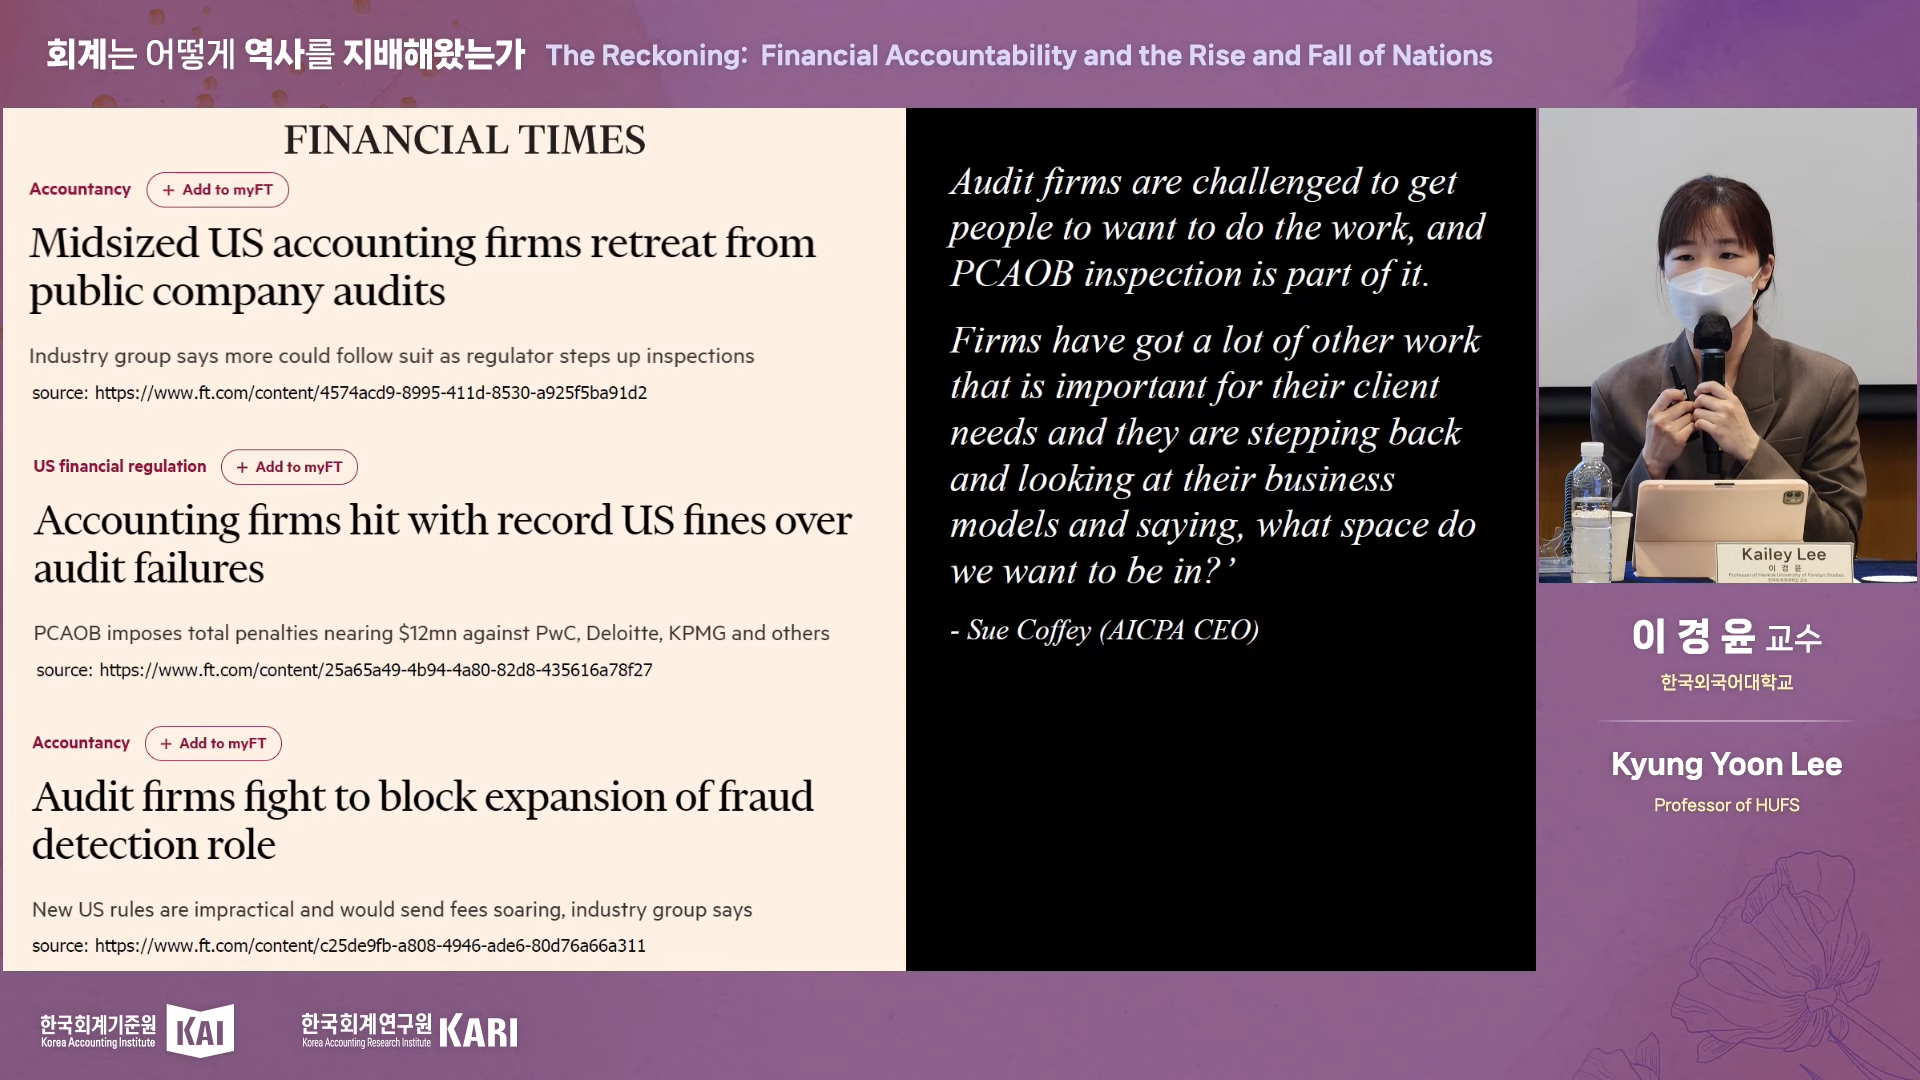 회계는 어떻게 역사를 지배해왔는가 The Reckoning: Financial Accountability and the Rise and Fall of Nations
FINANCIAL TIMES
Accountancy + Add to myFT
Midsized US accounting firms retreat from
public company audits
Industry group says more could follow suit as regulator steps up inspections
source: https://www.ft.com/content/4574acd9-8995-411d-8530-a925f5ba91d2
US financial regulation + Add to myFT
Accounting firms hit with record US fines over
audit failures
PCAOB imposes total penalties nearing $12mn against PwC, Deloitte, KPMG and others
source: https://www.ft.com/content/25a65a49-4b94-4a80-82d8-435616a78f27
Accountancy + Add to myFT
Audit firms fight to block expansion of fraud
detection role
New US rules are impractical and would send fees soaring, industry group says
source: https://www.ft.com/content/c25de9fb-a808-4946-ade6-80d76a66a311
Audit firms are challenged to get
people to want to do the work, and
PCAOB inspection is part of it.
Firms have got a lot of other work
that is important for their client
needs and they are stepping back
and looking at their business
models and saying, what space do
we want to be in?’
- Sue Coffey (AICPA CEO)
Kailey Lee
이 경 윤
Professor of Hankuk University of Foreign Studies
이 경 윤 교수
한국외국어대학교
Kyung Yoon Lee
Professor of HUFS
한국회계기준원 KAI
Korea Accounting Institute
한국회계연구원 KARI
Korea Accounting Research Institute